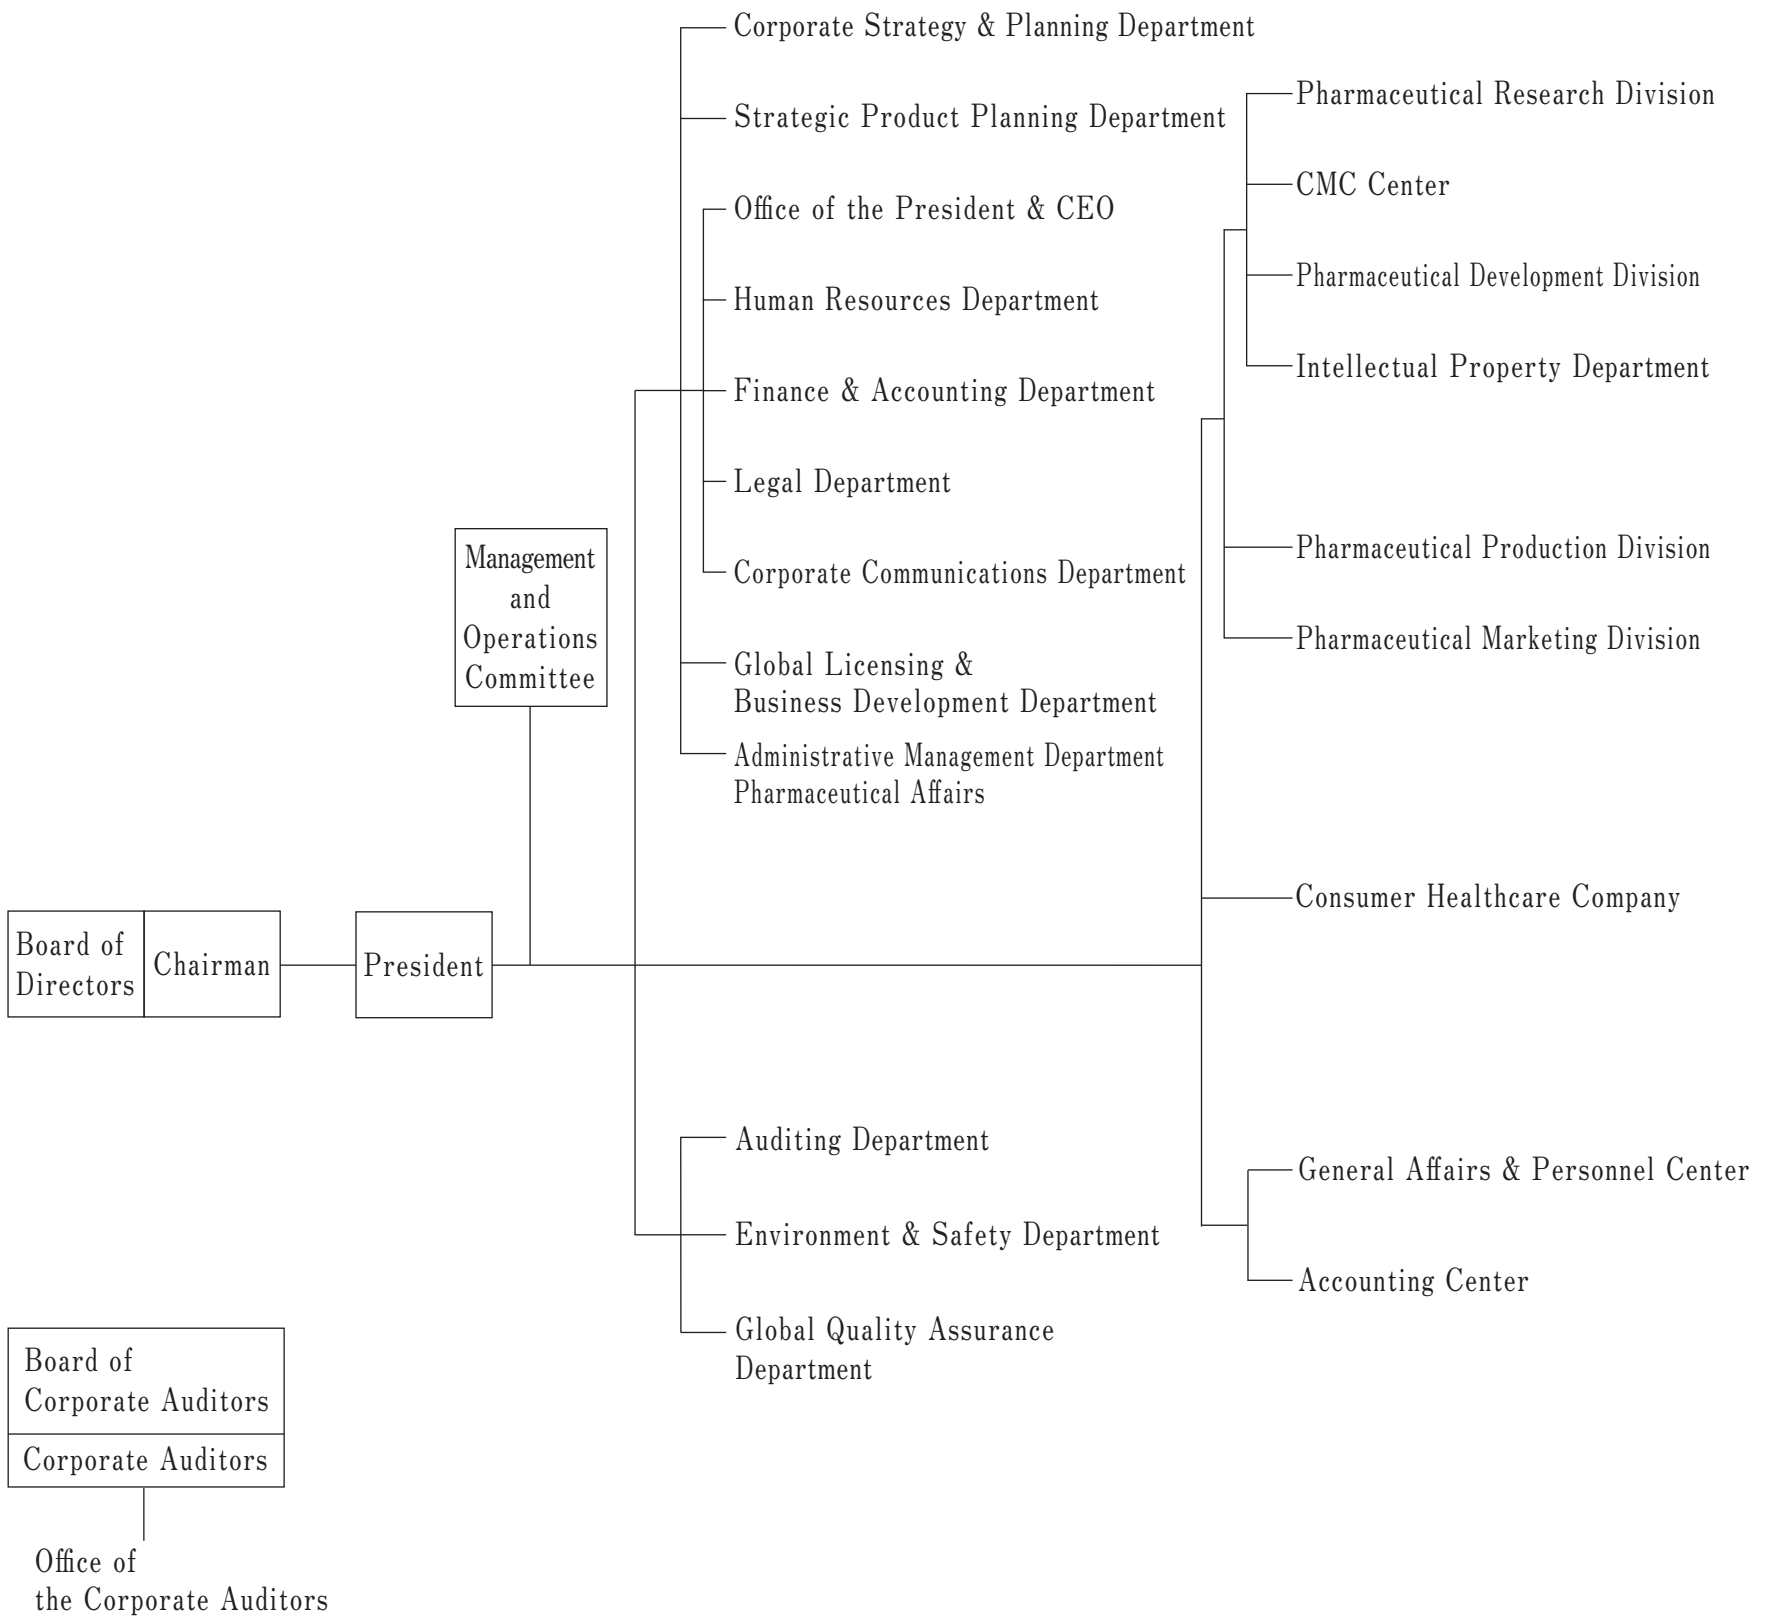 Corporate Strategy & Planning Department
Strategic Product Planning Department
Office of the President & CEO
Human Resources Department
Finance & Accounting Department
Legal Department
Corporate Communications Department
Global Licensing &
Business Development Department
Administrative Management Department
Pharmaceutical Affairs
Pharmaceutical Research Division
CMC Center
Pharmaceutical Development Division
Intellectual Property Department
Pharmaceutical Production Division
Pharmaceutical Marketing Division
Management
and
Operations
Committee
Board of
Directors
Chairman
President
Consumer Healthcare Company
Auditing Department
Environment & Safety Department
Global Quality Assurance
Department
General Affairs & Personnel Center
Accounting Center
Board of
Corporate Auditors
Corporate Auditors
Office of
the Corporate Auditors